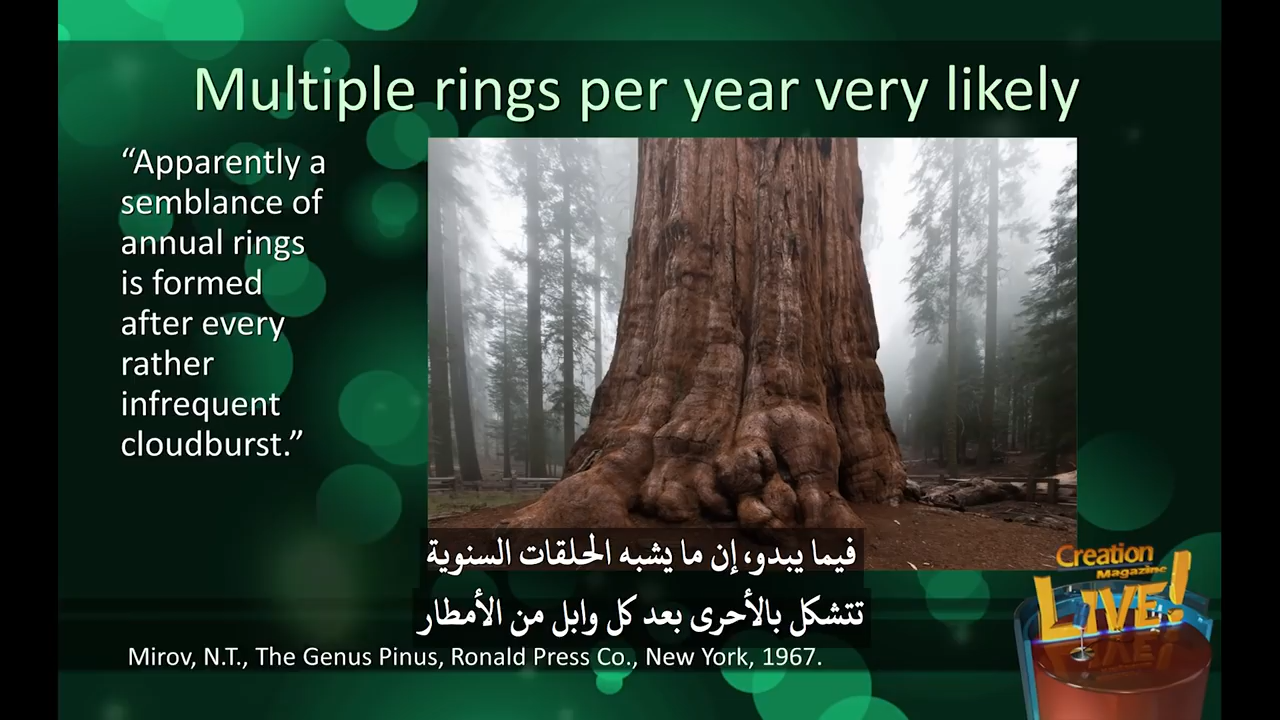 Multiple rings per year very likely
“Apparently a
semblance of
annual rings
is formed
after every
rather
infrequent
cloudburst.”
فيما يبدو، إن ما يشبه الحلقات السنوية
تتشكل بالأحرى بعد كل وابل من الأمطار
Mirov, N.T., The Genus Pinus, Ronald Press Co., New York, 1967.
Creation
Magazine
LIVE!